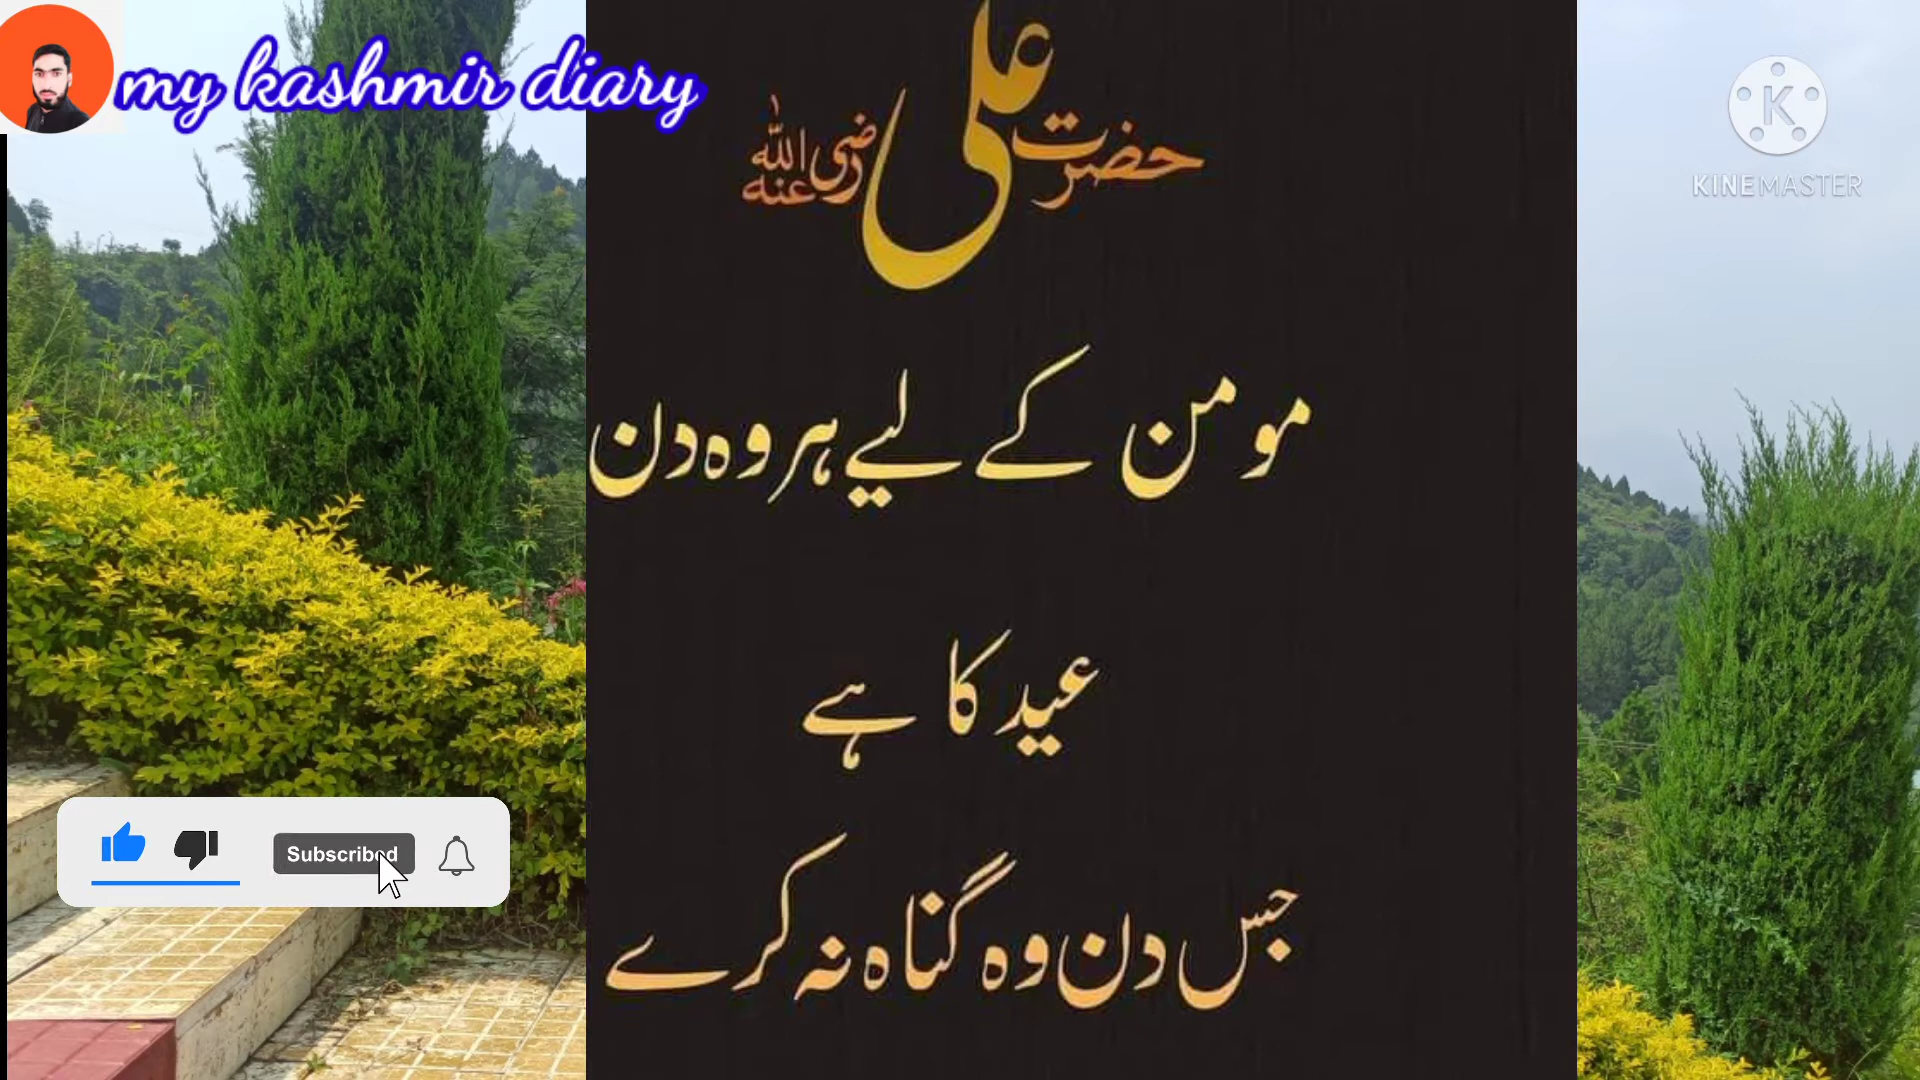 my kashmir diary
حضرت علی رضی اللہ عنہ
مومن کے لیے ہر وہ دن
عید کا ہے
جس دن وہ گناہ نہ کرے
K
KINEMASTER
Subscribed